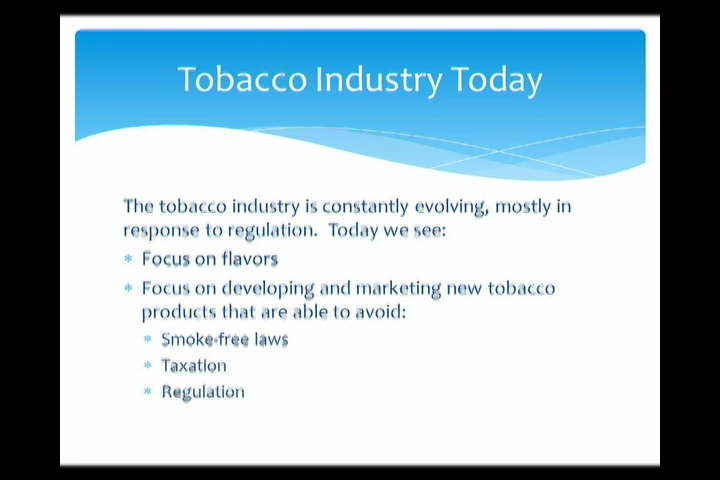 Tobacco Industry Today
The tobacco industry is constantly evolving, mostly in
response to regulation. Today we see:
* Focus on flavors
* Focus on developing and marketing new tobacco
products that are able to avoid:
* Smoke-free laws
* Taxation
* Regulation